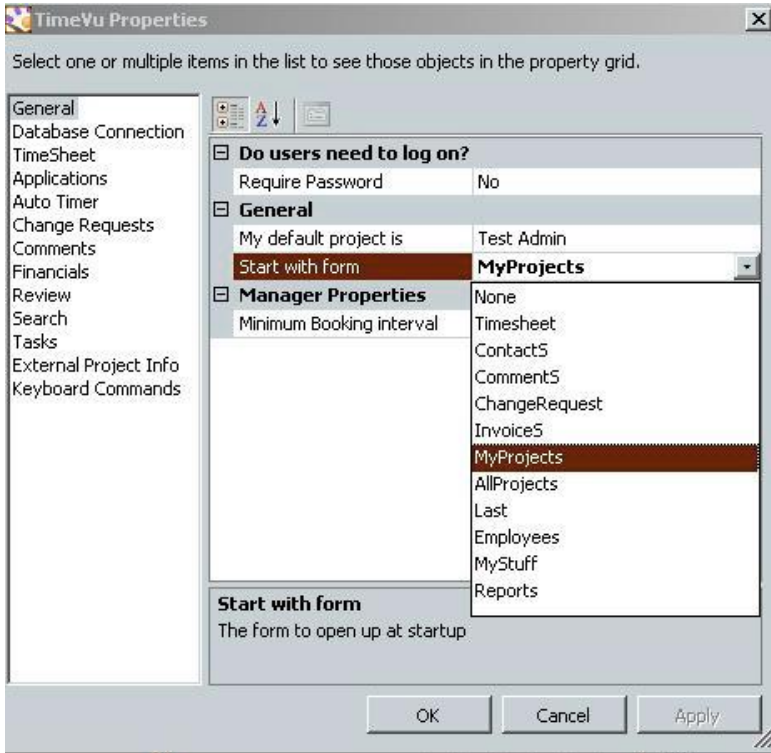 TimeVu Properties
Select one or multiple items in the list to see those objects in the property grid.
General
Database Connection
TimeSheet
Applications
Auto Timer
Change Requests
Comments
Financials
Review
Search
Tasks
External Project Info
Keyboard Commands
Do users need to log on?
Require Password No
General
My default project is Test Admin
Start with form MyProjects
Manager Properties
Minimum Booking interval
None
Timesheet
ContactS
CommentS
ChangeRequest
InvoiceS
MyProjects
AllProjects
Last
Employees
MyStuff
Reports
Start with form
The form to open up at startup
OK Cancel Apply